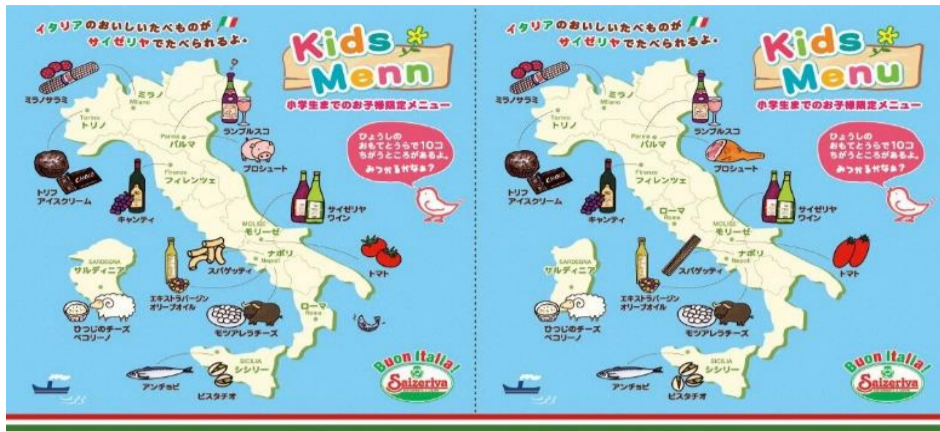 イタリアのおいしいたべものが
サイゼリヤでたべられるよ。
Kids
Menn
小学生までのお子様限定メニュー
ミラノサラミ
ミラノ
Milano
Torino
トリノ
Parma
パルマ
ランブルスコ
プロシュート
ひょうしの
おもてとうらで10コ
ちがうところがあるよ。
みつかるかなぁ?
トリフ
アイスクリーム
CHOCO
Firenze
フィレンツェ
キャンティ
サイゼリヤ
ワイン
MOLISE
モリーゼ
ナポリ
Napoli
スパゲッティ
トマト
SARDEGNA
サルディニア
エキストラバージン
オリーブオイル
ひつじのチーズ
ペコリーノ
モツアレラチーズ
ローマ
Roma
SICILIA
シシリー
アンチョビ
ピスタチオ
Buon Italia!
Saizeriya
イタリアのおいしいたべものが
サイゼリヤでたべられるよ。
Kids
Menu
小学生までのお子様限定メニュー
ミラノサラミ
ミラノ
Milano
Torino
トリノ
Parma
パルマ
ランブルスコ
プロシュート
ひょうしの
おもてとうらで10コ
ちがうところがあるよ。
みつかるかなぁ?
トリフ
アイスクリーム
CHOCO
Firenze
フィレンツェ
キャンティ
サイゼリヤ
ワイン
ローマ
Roma
MOLISE
モリーゼ
ナポリ
Napoli
スパゲッティ
トマト
SARDEGNA
サルディニア
エキストラバージン
オリーブオイル
ひつじのチーズ
ペコリーノ
モツアレラチーズ
SICILIA
シシリー
アンチョビ
ピスタチオ
Buon Italia!
Saizeriya